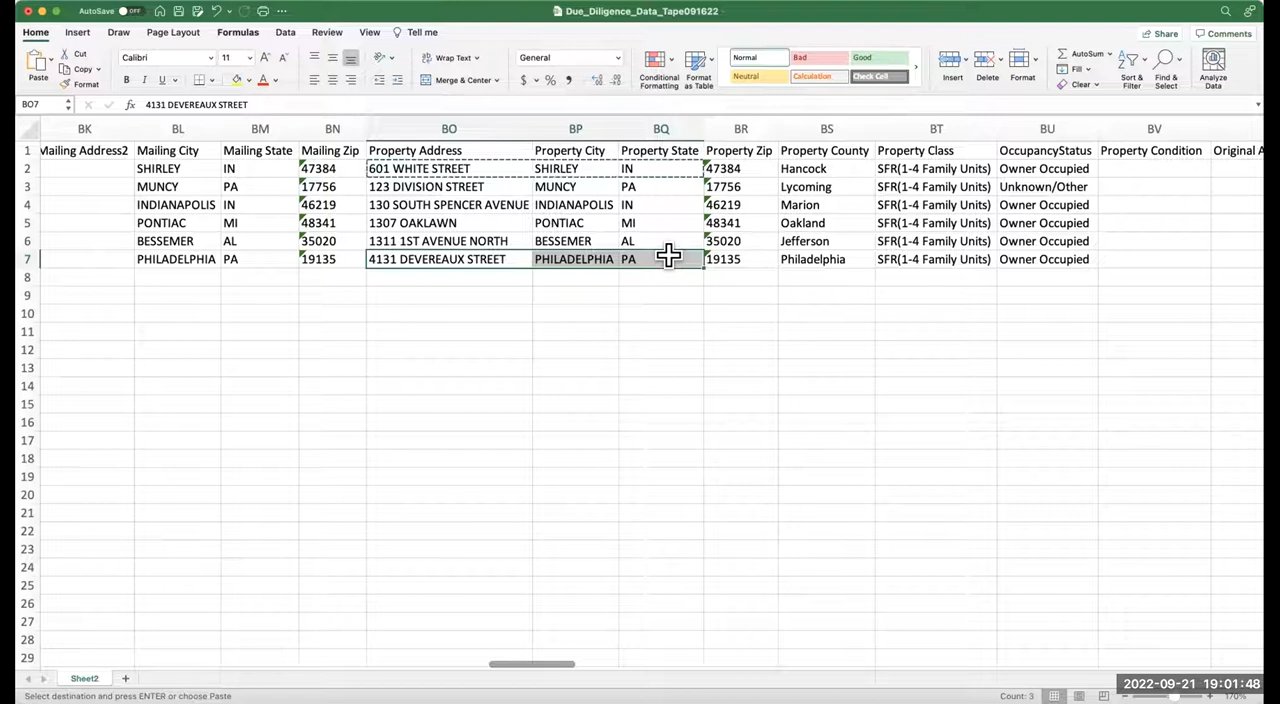 AutoSave OFF Due_Diligence_Data_Tape091622
Home Insert Draw Page Layout Formulas Data Review View Tell me Share Comments
Paste Cut Copy Format Calibri 11 A A Wrap Text General Conditional Formatting Format as Table Normal Bad Good Insert Delete Format AutoSum Fill Clear Sort & Filter Find & Select Analyze Data
B I U A Merge & Center $ % Neutral Calculation Check Cell
BO7 fx 4131 DEVEREAUX STREET
BK BL BM BN BO BP BQ BR BS BT BU BV
1 Mailing Address2 Mailing City Mailing State Mailing Zip Property Address Property City Property State Property Zip Property County Property Class OccupancyStatus Property Condition Original A
2 SHIRLEY IN 47384 601 WHITE STREET SHIRLEY IN 47384 Hancock SFR(1-4 Family Units) Owner Occupied
3 MUNCY PA 17756 123 DIVISION STREET MUNCY PA 17756 Lycoming SFR(1-4 Family Units) Unknown/Other
4 INDIANAPOLIS IN 46219 130 SOUTH SPENCER AVENUE INDIANAPOLIS IN 46219 Marion SFR(1-4 Family Units) Owner Occupied
5 PONTIAC MI 48341 1307 OAKLAWN PONTIAC MI 48341 Oakland SFR(1-4 Family Units) Owner Occupied
6 BESSEMER AL 35020 1311 1ST AVENUE NORTH BESSEMER AL 35020 Jefferson SFR(1-4 Family Units) Owner Occupied
7 PHILADELPHIA PA 19135 4131 DEVEREAUX STREET PHILADELPHIA PA 19135 Philadelphia SFR(1-4 Family Units) Owner Occupied
8
9
10
11
12
13
14
15
16
17
18
19
20
21
22
23
24
25
26
27
28
29
Sheet2
Select destination and press ENTER or choose Paste Count: 3 170%
2022-09-21 19:01:48